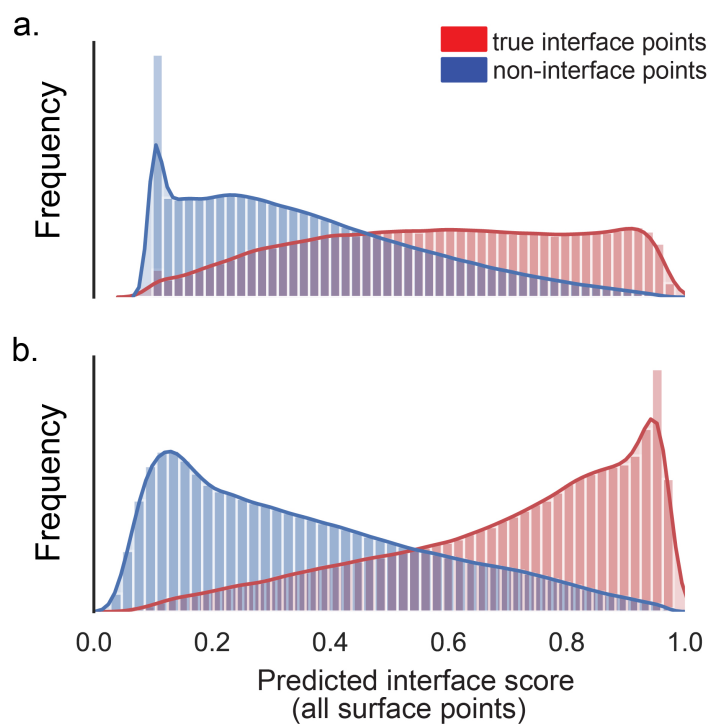 a.
true interface points
non-interface points
Frequency
b.
Frequency
0.0 0.2 0.4 0.6 0.8 1.0
Predicted interface score
(all surface points)